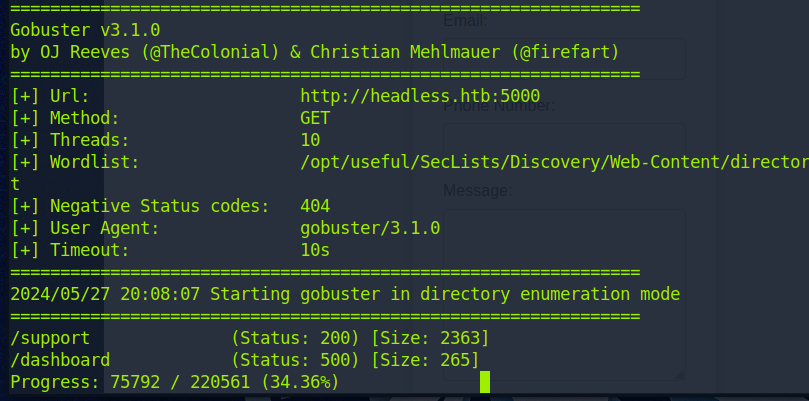 =================================================================
Gobuster v3.1.0
by OJ Reeves (@TheColonial) & Christian Mehlmauer (@firefart)
=================================================================
[+] Url:                     http://headless.htb:5000
[+] Method:                  GET
[+] Threads:                 10
[+] Wordlist:                /opt/useful/SecLists/Discovery/Web-Content/director
t
[+] Negative Status codes:   404
[+] User Agent:              gobuster/3.1.0
[+] Timeout:                 10s
=================================================================
2024/05/27 20:08:07 Starting gobuster in directory enumeration mode
=================================================================
/support              (Status: 200) [Size: 2363]
/dashboard            (Status: 500) [Size: 265]
Progress: 75792 / 220561 (34.36%)
Email:
Phone Number:
Message: